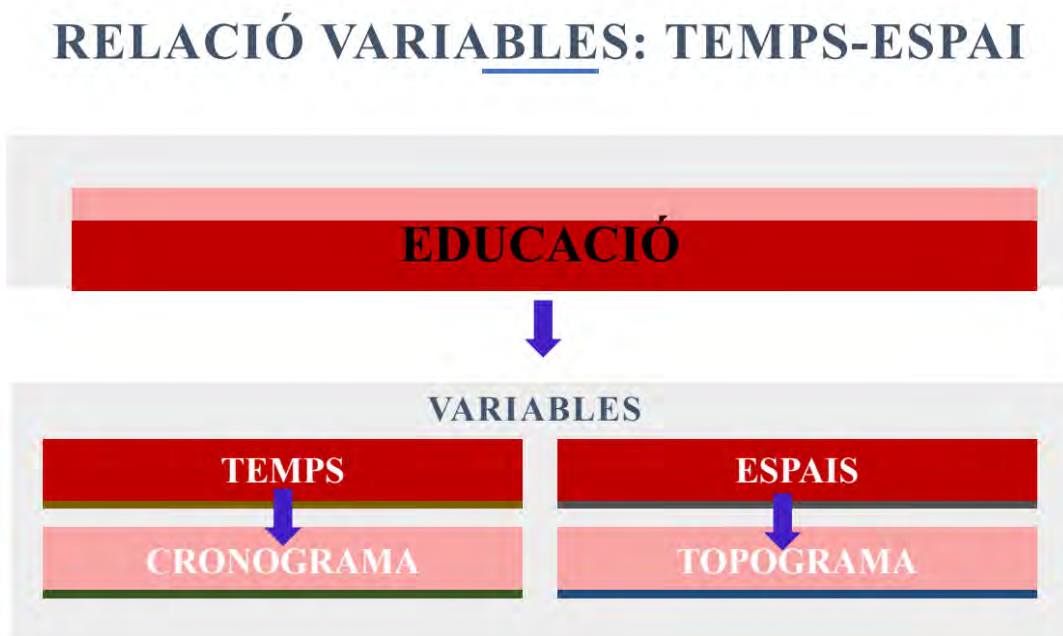 RELACIÓ VARIABLES: TEMPS-ESPAI
EDUCACIÓ
VARIABLES
TEMPS
ESPAIS
CRONOGRAMA
TOPOGRAMA